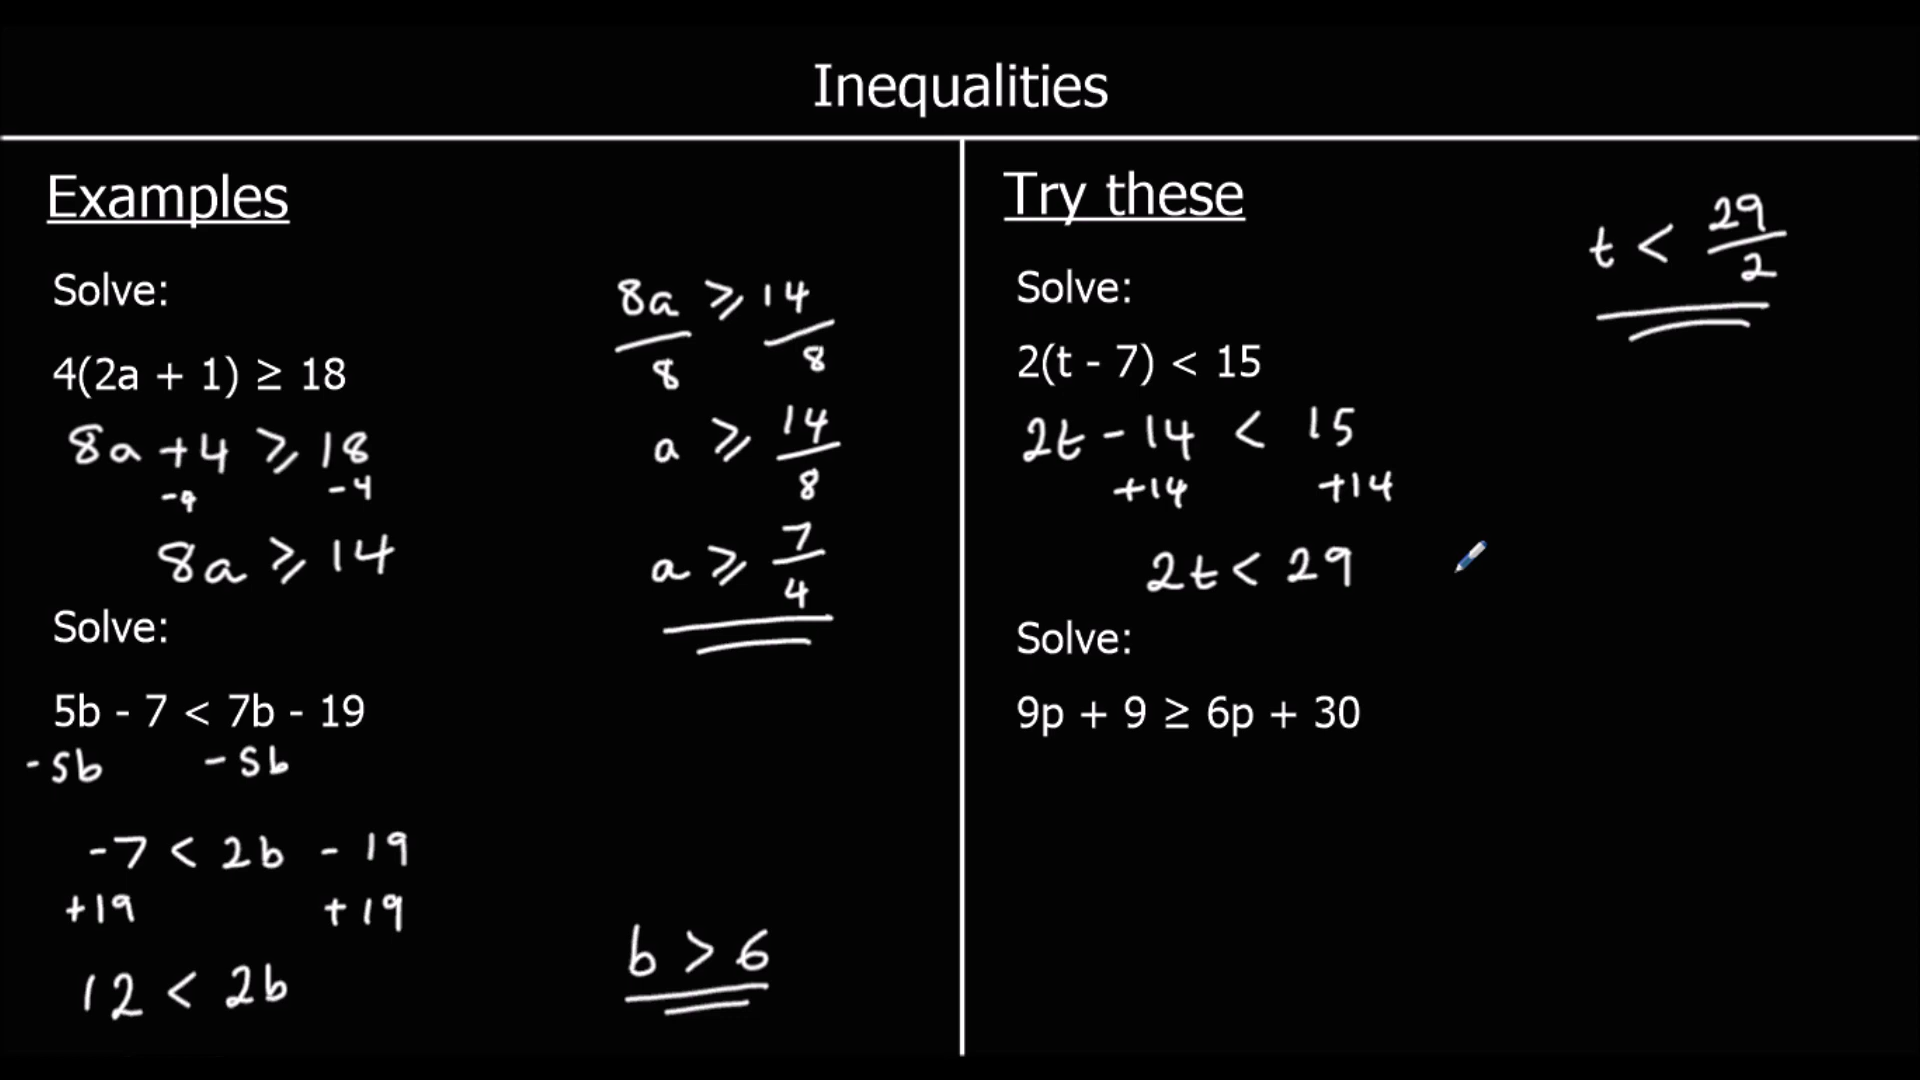 Inequalities
Examples
Solve:
4(2a + 1) ≥ 18
8a + 4 ⩾ 18
-4 -4
8a ⩾ 14
8a ⩾ 14
8 8
a ⩾ 14
8
a ⩾ 7
4
Solve:
5b - 7 < 7b - 19
-5b -5b
-7 < 2b - 19
+19 +19
12 < 2b
b > 6
Try these
Solve:
2(t - 7) < 15
2t - 14 < 15
+14 +14
2t < 29
t < 29
2
Solve:
9p + 9 ≥ 6p + 30